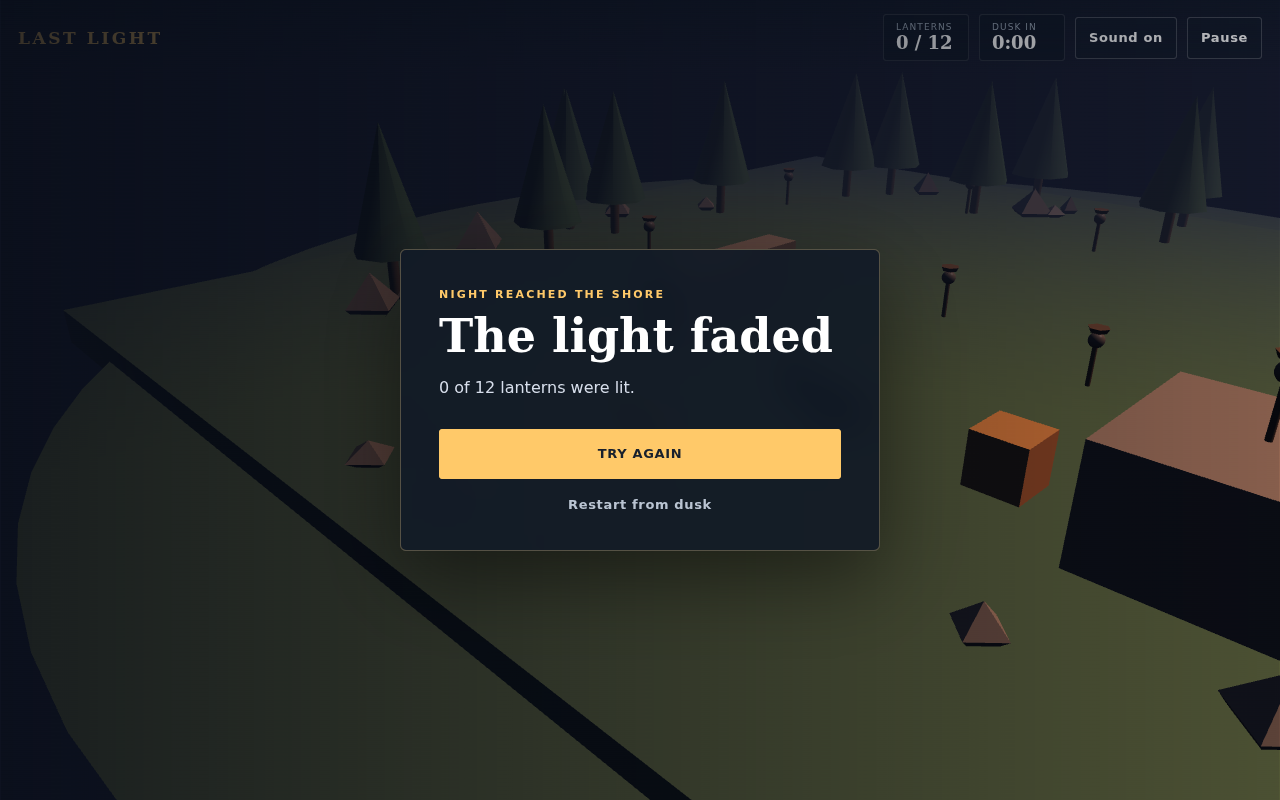 LAST LIGHT
LANTERNS
0 / 12
DUSK IN
0:00
Sound on
Pause
NIGHT REACHED THE SHORE
The light faded
0 of 12 lanterns were lit.
TRY AGAIN
Restart from dusk